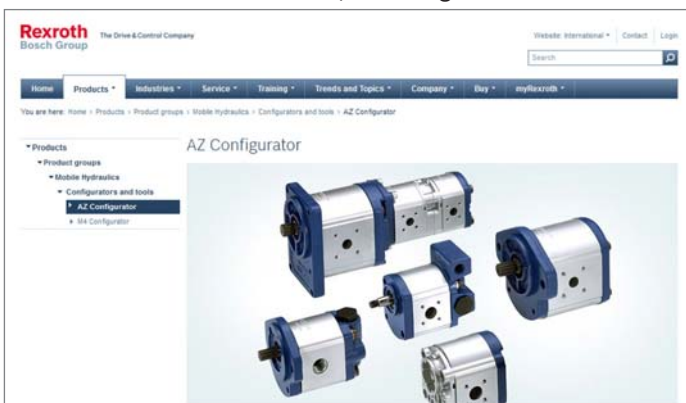 Rexroth
Bosch Group
The Drive & Control Company
Website: International
Contact
Login
Search
Home
Products
Industries
Service
Training
Trends and Topics
Company
Buy
myRexroth
You are here: Home > Products > Product groups > Mobile Hydraulics > Configurators and tools > AZ Configurator
Products
Product groups
Mobile Hydraulics
Configurators and tools
AZ Configurator
M4 Configurator
AZ Configurator